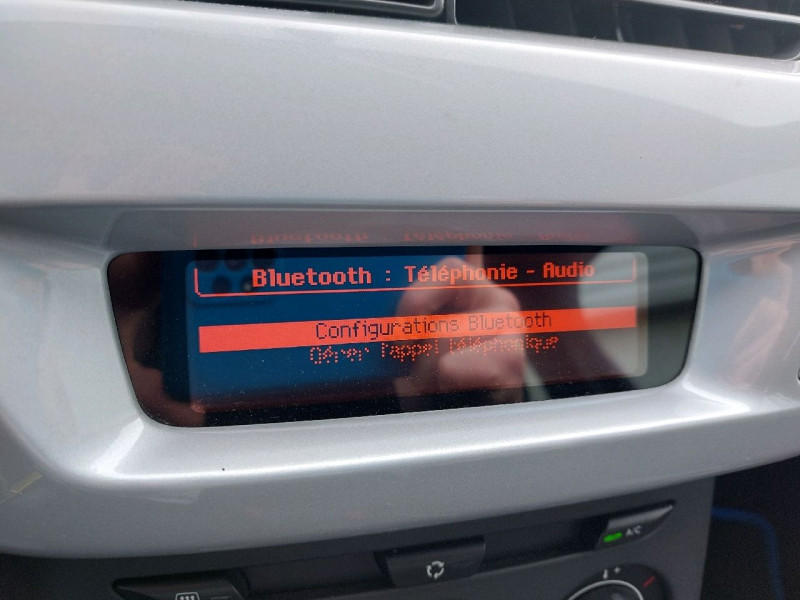 Bluetooth : Téléphonie - Audio
Configurations Bluetooth
Gérer l'appel téléphonique
A/C